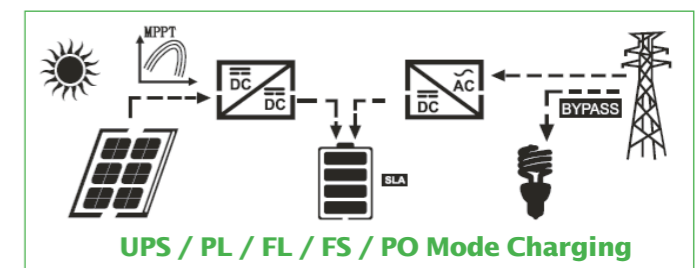 MPPT
DC
DC
AC
DC
BYPASS
SLA
UPS / PL / FL / FS / PO Mode Charging